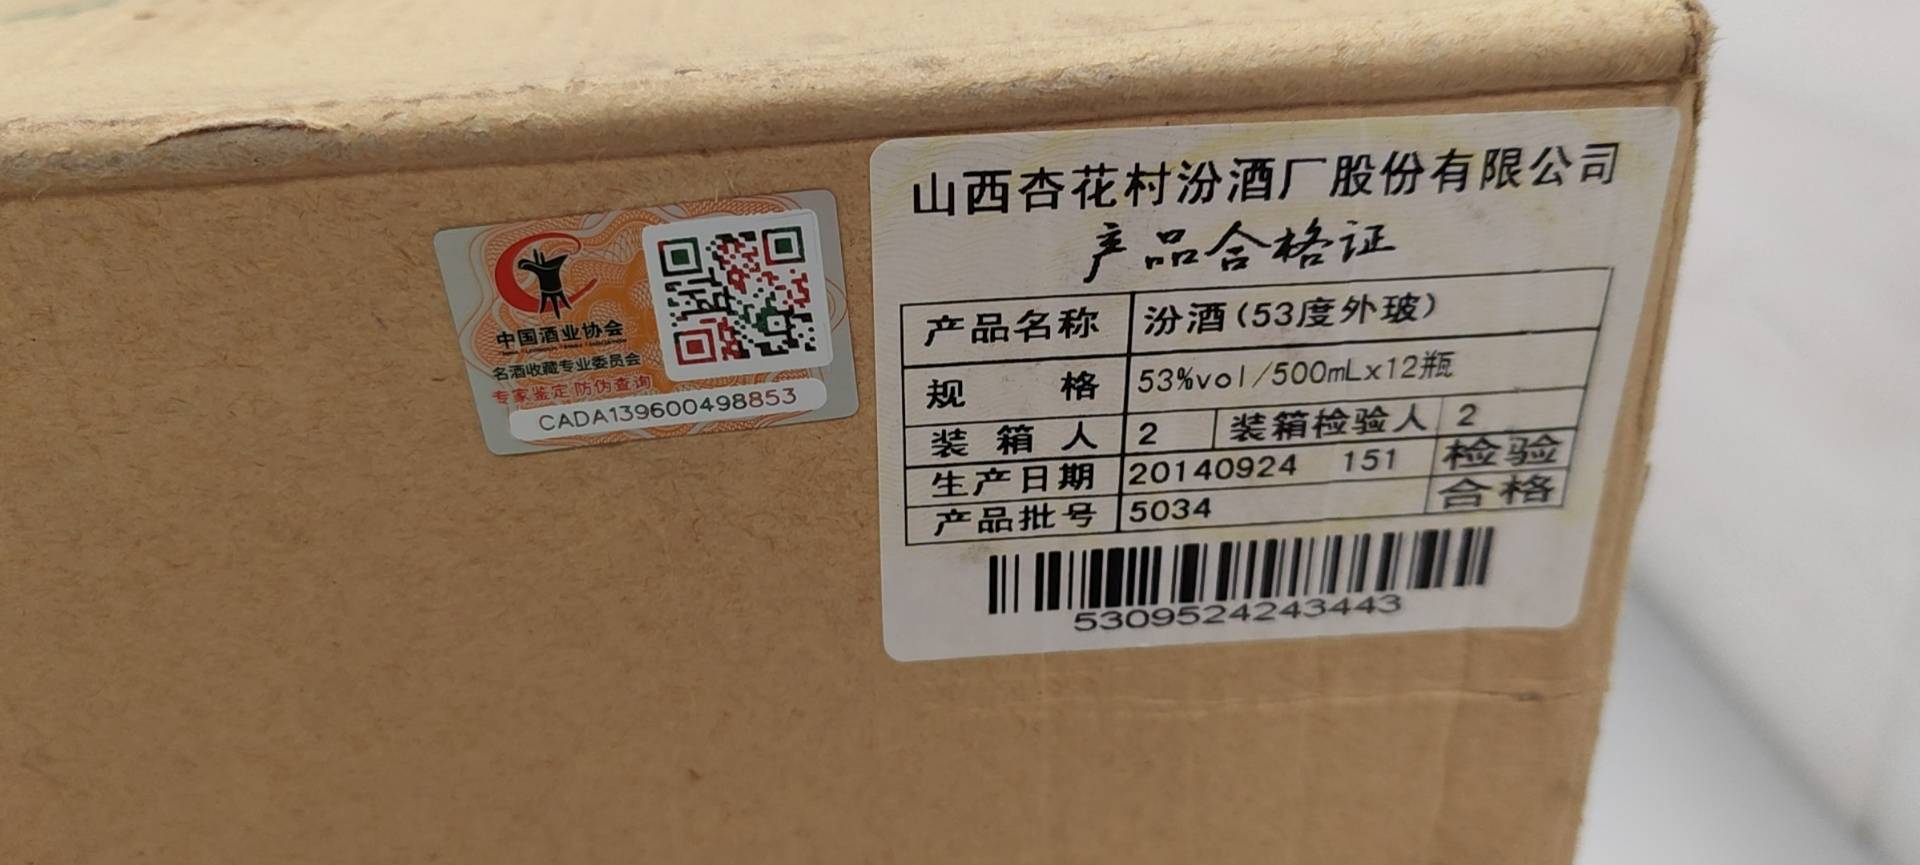 中国酒业协会
名酒收藏专业委员会
专家鉴定 防伪查询
CADA139600498853
山西杏花村汾酒厂股份有限公司
产品合格证
产品名称 汾酒(53度外玻)
规格 53%vol/500mLx12瓶
装箱人 2 装箱检验人 2
生产日期 20140924 151 检验
产品批号 5034 合格
5309524243443